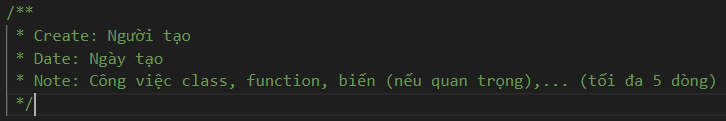 /**
* Create: Người tạo
* Date: Ngày tạo
* Note: Công việc class, function, biến (nếu quan trọng),... (tối đa 5 dòng)
*/